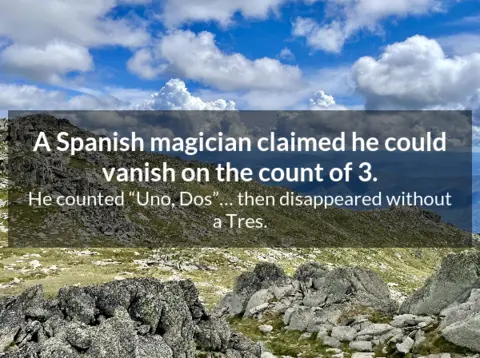 A Spanish magician claimed he could
vanish on the count of 3.
He counted “Uno, Dos”... then disappeared without
a Tres.